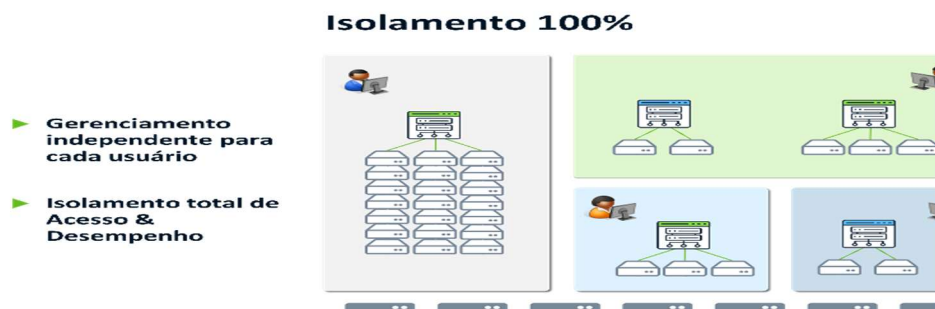 Isolamento 100%
Gerenciamento
independente para
cada usuário
Isolamento total de
Acesso &
Desempenho